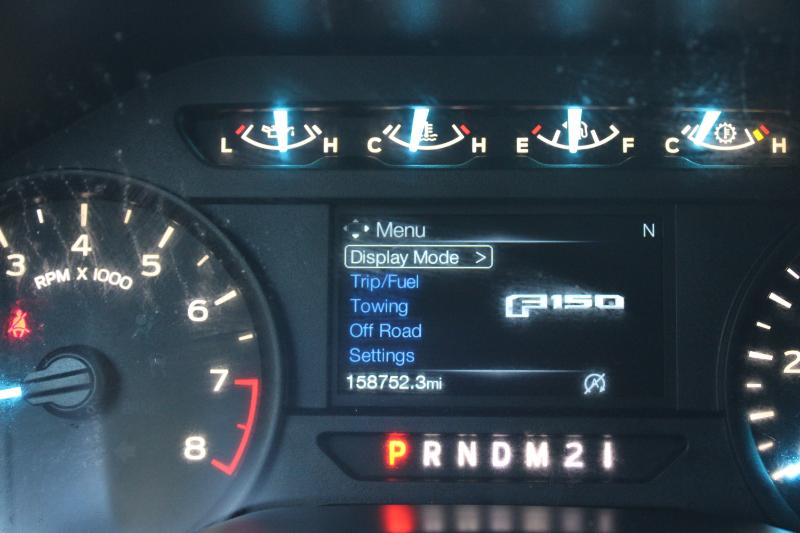 L H C H E F C H
Menu N
Display Mode >
Trip/Fuel
Towing
Off Road
Settings
F150
158752.3mi
3 4 5 6 7 8
RPM X 1000
2
P R N D M 2 1